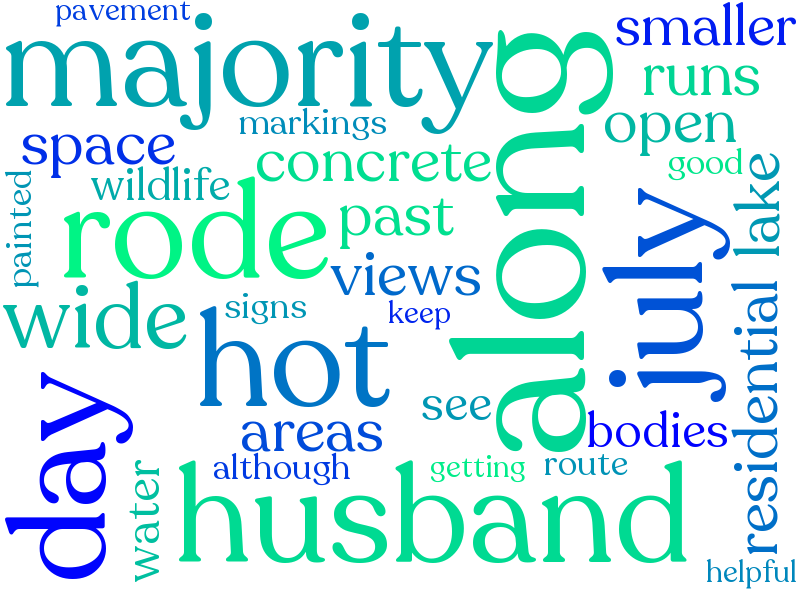 pavement
majority
along
smaller
runs
markings
open
space
concrete
good
wildlife
painted
rode
past
july
lake
views
wide
signs
keep
hot
residential
day
see
areas
bodies
although
getting
route
water
husband
helpful